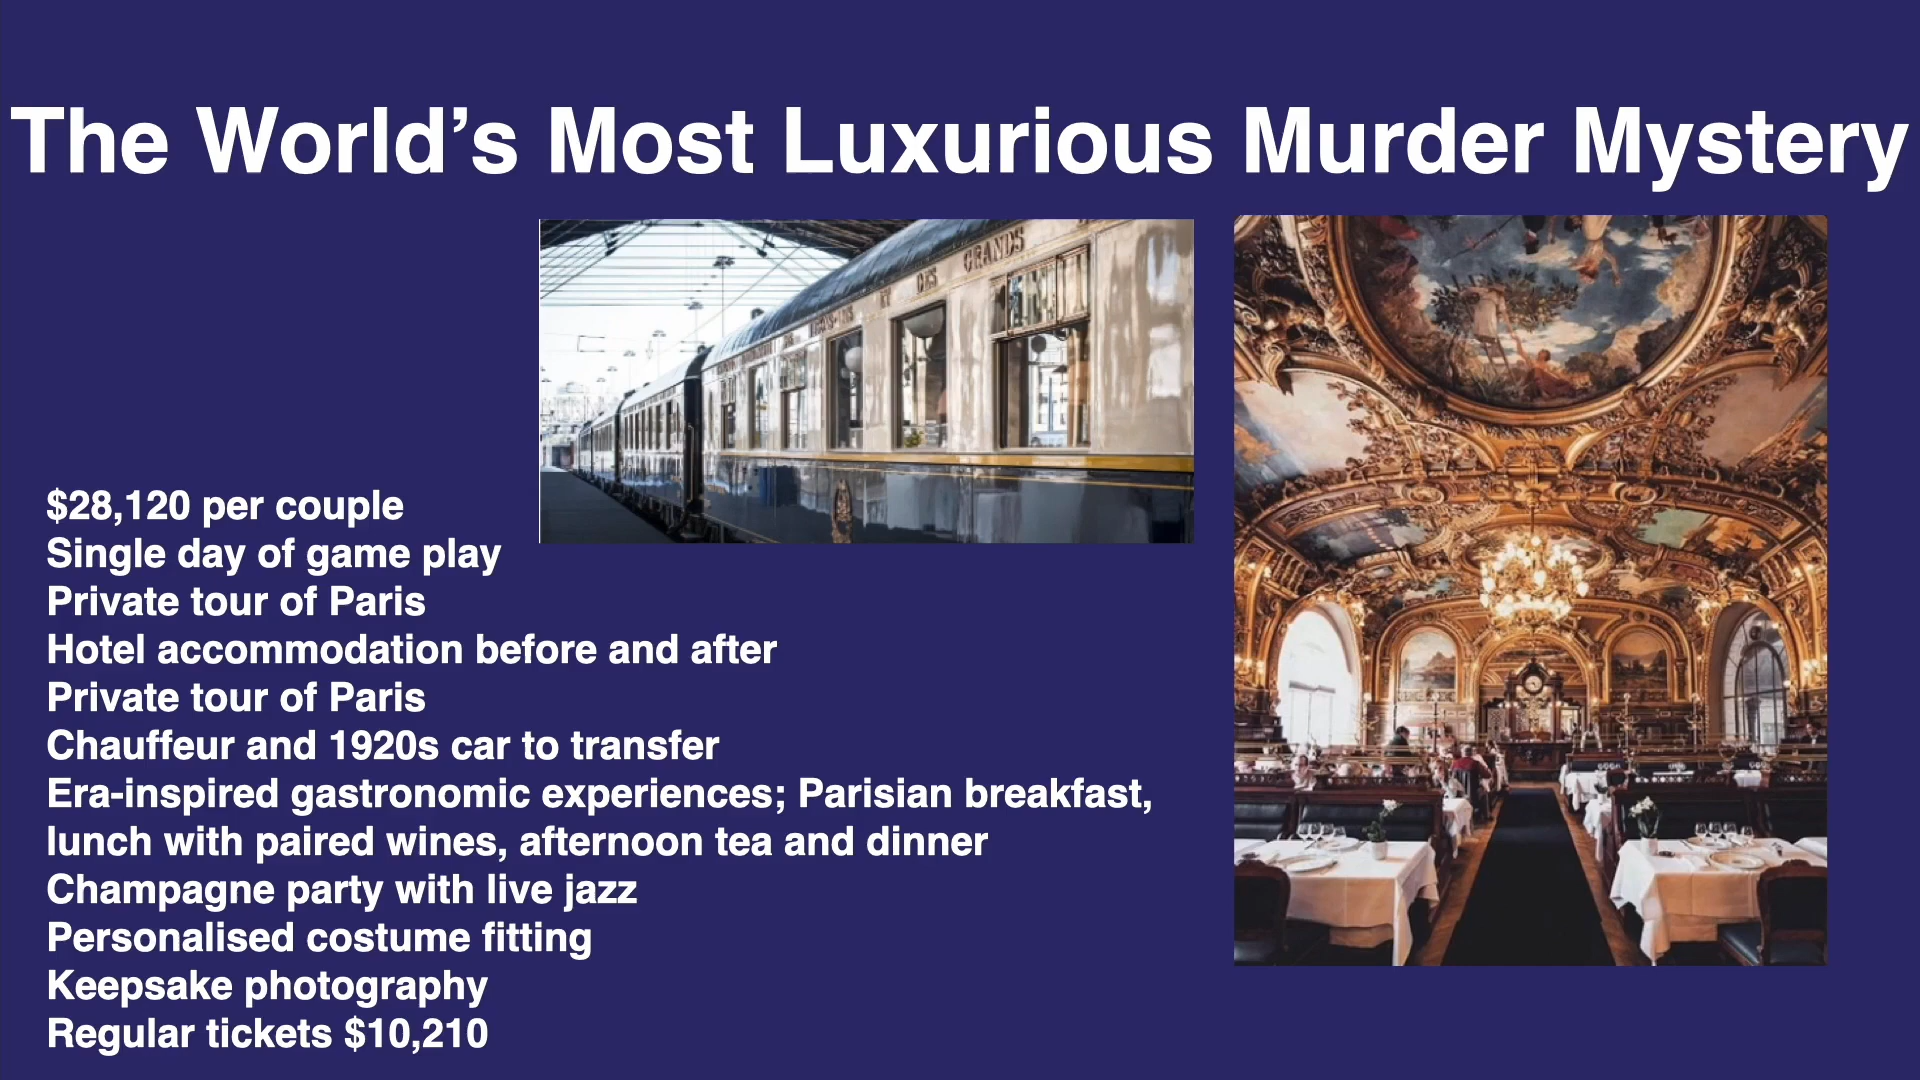 The World’s Most Luxurious Murder Mystery
ET DES GRANDS
$28,120 per couple
Single day of game play
Private tour of Paris
Hotel accommodation before and after
Private tour of Paris
Chauffeur and 1920s car to transfer
Era-inspired gastronomic experiences; Parisian breakfast,
lunch with paired wines, afternoon tea and dinner
Champagne party with live jazz
Personalised costume fitting
Keepsake photography
Regular tickets $10,210